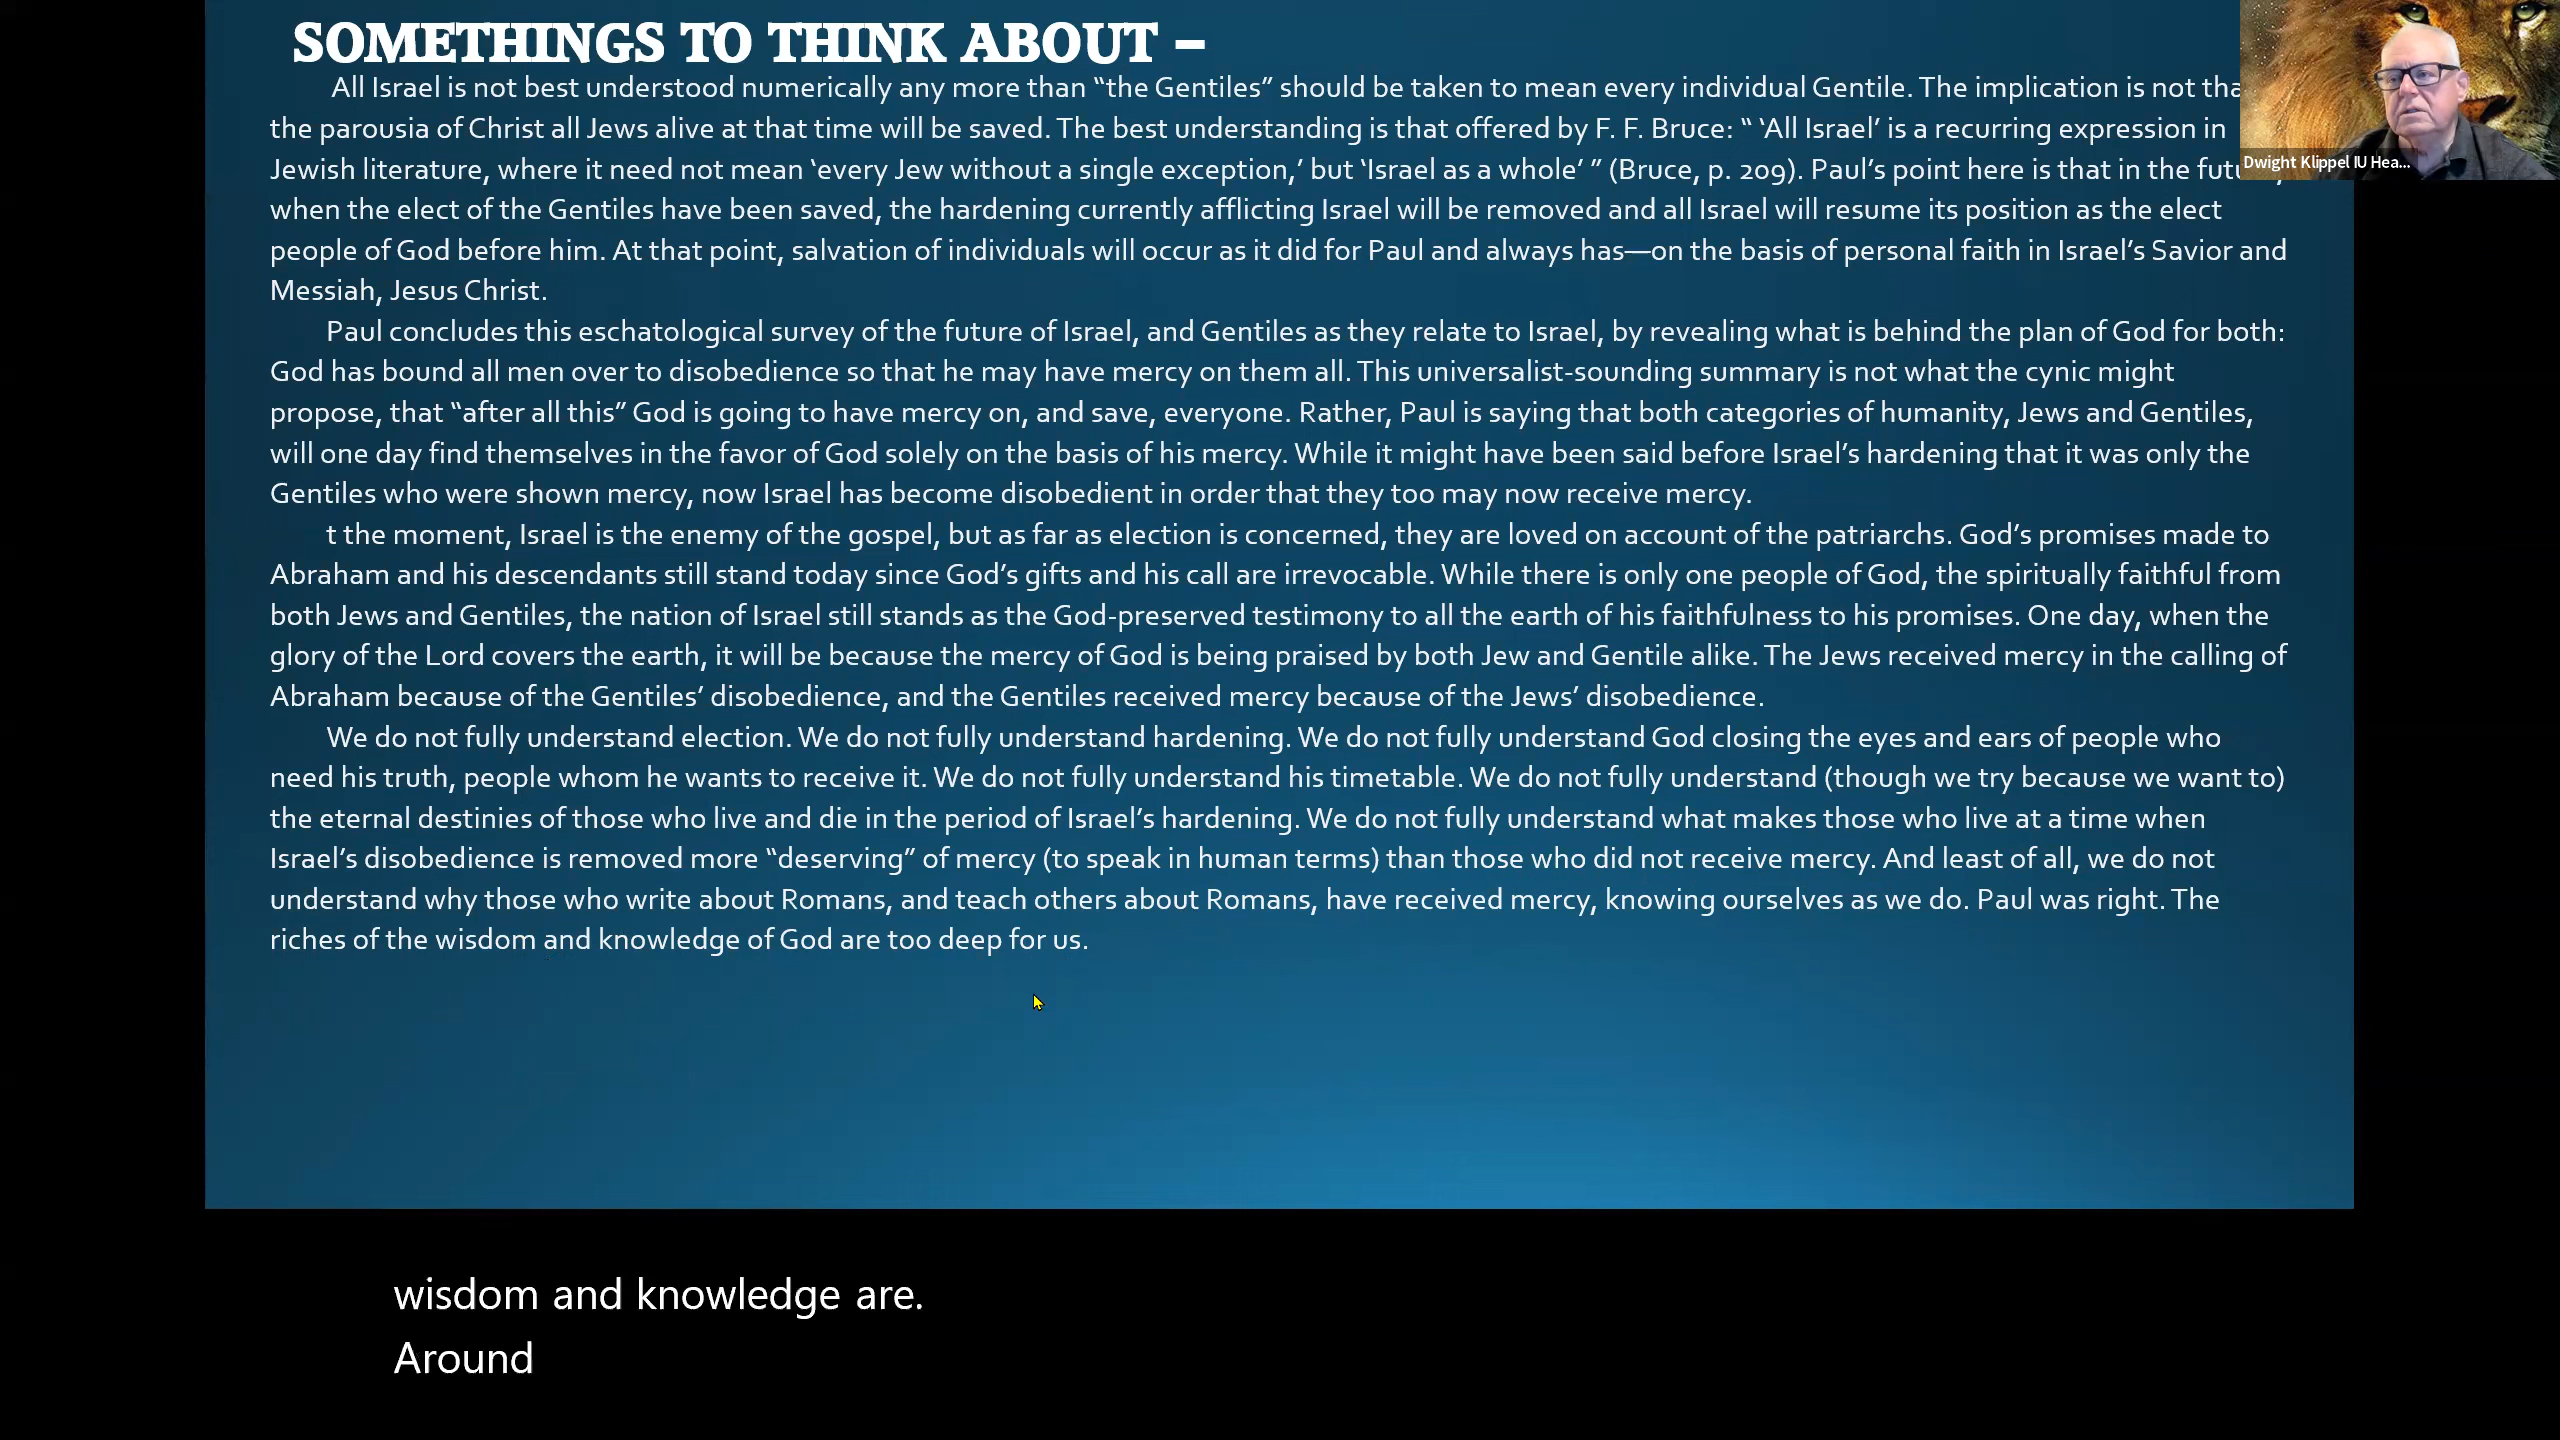 SOMETHINGS TO THINK ABOUT –
All Israel is not best understood numerically any more than “the Gentiles” should be taken to mean every individual Gentile. The implication is not
the parousia of Christ all Jews alive at that time will be saved. The best understanding is that offered by F. F. Bruce: “ ‘All Israel’ is a recurring expression in
Jewish literature, where it need not mean ‘every Jew without a single exception,’ but ‘Israel as a whole’ ” (Bruce, p. 209). Paul’s point here is that in the
when the elect of the Gentiles have been saved, the hardening currently afflicting Israel will be removed and all Israel will resume its position as the elect
people of God before him. At that point, salvation of individuals will occur as it did for Paul and always has—on the basis of personal faith in Israel’s Savior and
Messiah, Jesus Christ.
Paul concludes this eschatological survey of the future of Israel, and Gentiles as they relate to Israel, by revealing what is behind the plan of God for both:
God has bound all men over to disobedience so that he may have mercy on them all. This universalist-sounding summary is not what the cynic might
propose, that “after all this” God is going to have mercy on, and save, everyone. Rather, Paul is saying that both categories of humanity, Jews and Gentiles,
will one day find themselves in the favor of God solely on the basis of his mercy. While it might have been said before Israel’s hardening that it was only the
Gentiles who were shown mercy, now Israel has become disobedient in order that they too may now receive mercy.
t the moment, Israel is the enemy of the gospel, but as far as election is concerned, they are loved on account of the patriarchs. God’s promises made to
Abraham and his descendants still stand today since God’s gifts and his call are irrevocable. While there is only one people of God, the spiritually faithful from
both Jews and Gentiles, the nation of Israel still stands as the God-preserved testimony to all the earth of his faithfulness to his promises. One day, when the
glory of the Lord covers the earth, it will be because the mercy of God is being praised by both Jew and Gentile alike. The Jews received mercy in the calling of
Abraham because of the Gentiles’ disobedience, and the Gentiles received mercy because of the Jews’ disobedience.
We do not fully understand election. We do not fully understand hardening. We do not fully understand God closing the eyes and ears of people who
need his truth, people whom he wants to receive it. We do not fully understand his timetable. We do not fully understand (though we try because we want to)
the eternal destinies of those who live and die in the period of Israel’s hardening. We do not fully understand what makes those who live at a time when
Israel’s disobedience is removed more “deserving” of mercy (to speak in human terms) than those who did not receive mercy. And least of all, we do not
understand why those who write about Romans, and teach others about Romans, have received mercy, knowing ourselves as we do. Paul was right. The
riches of the wisdom and knowledge of God are too deep for us.
Dwight Klippel IU Hea...
wisdom and knowledge are.
Around